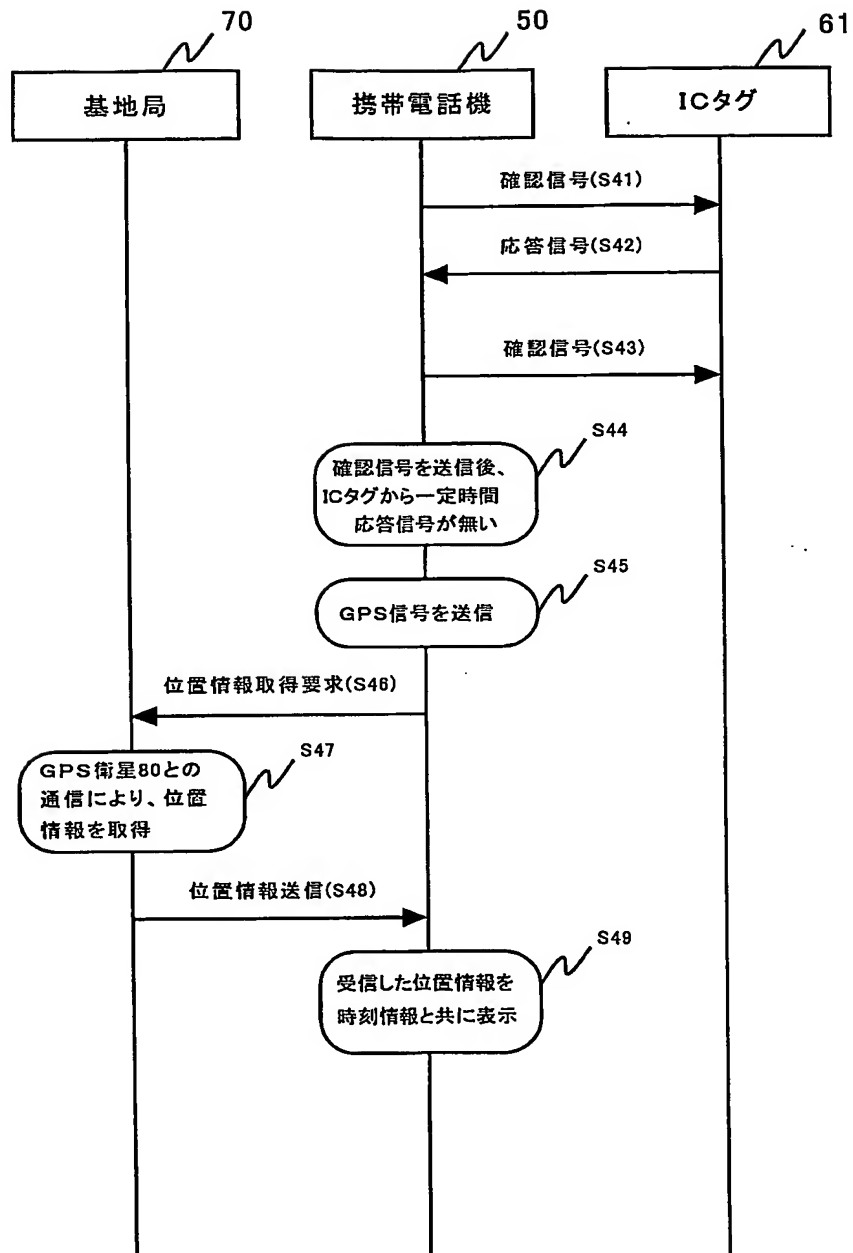 70
50
61
基地局
携帯電話機
ICタグ
確認信号(S41)
応答信号(S42)
確認信号(S43)
S44
確認信号を送信後、
ICタグから一定時間
応答信号が無い
S45
GPS信号を送信
位置情報取得要求(S46)
S47
GPS衛星80との
通信により、位置
情報を取得
位置情報送信(S48)
S49
受信した位置情報を
時刻情報と共に表示